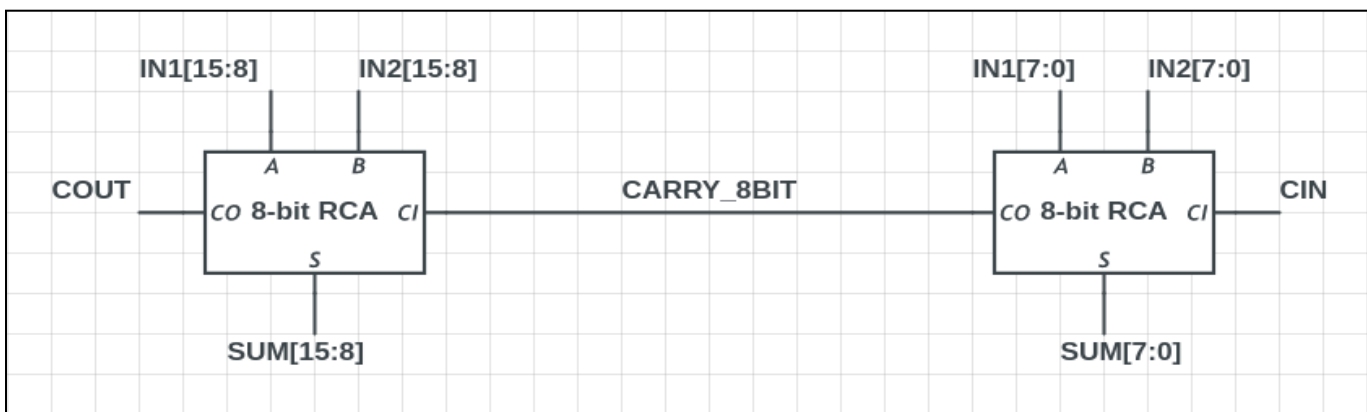 IN1[15:8] IN2[15:8] IN1[7:0] IN2[7:0]
A B A B
COUT CARRY_8BIT CIN
CO 8-bit RCA CI CO 8-bit RCA CI
S S
SUM[15:8] SUM[7:0]